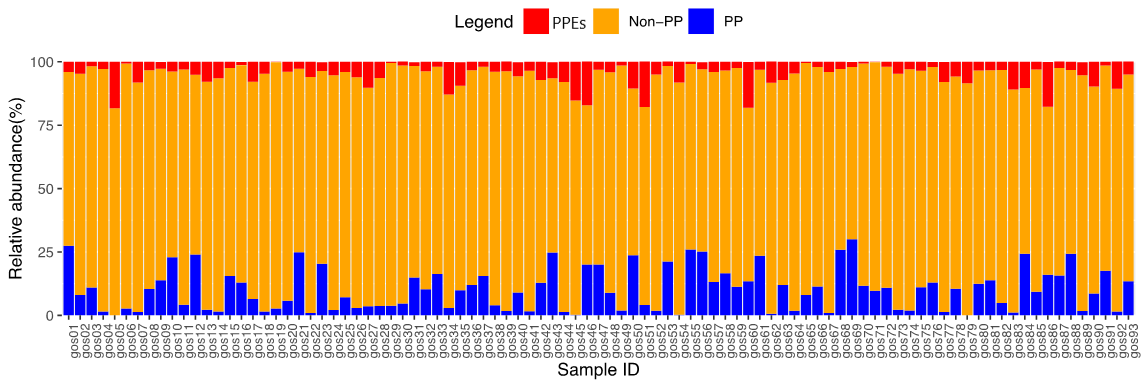 Legend PPEs Non−PP PP
Relative abundance(%)
100
75
50
25
0
gos01 gos02 gos03 gos04 gos05 gos06 gos07 gos08 gos09 gos10 gos11 gos12 gos13 gos14 gos15 gos16 gos17 gos18 gos19 gos20 gos21 gos22 gos23 gos24 gos25 gos26 gos27 gos28 gos29 gos30 gos31 gos32 gos33 gos34 gos35 gos36 gos37 gos38 gos39 gos40 gos41 gos42 gos43 gos44 gos45 gos46 gos47 gos48 gos49 gos50 gos51 gos52 gos53 gos54 gos55 gos56 gos57 gos58 gos59 gos60 gos61 gos62 gos63 gos64 gos65 gos66 gos67 gos68 gos69 gos70 gos71 gos72 gos73 gos74 gos75 gos76 gos77 gos78 gos79 gos80 gos81 gos82 gos83 gos84 gos85 gos86 gos87 gos88 gos89 gos90 gos91 gos92 gos93
Sample ID